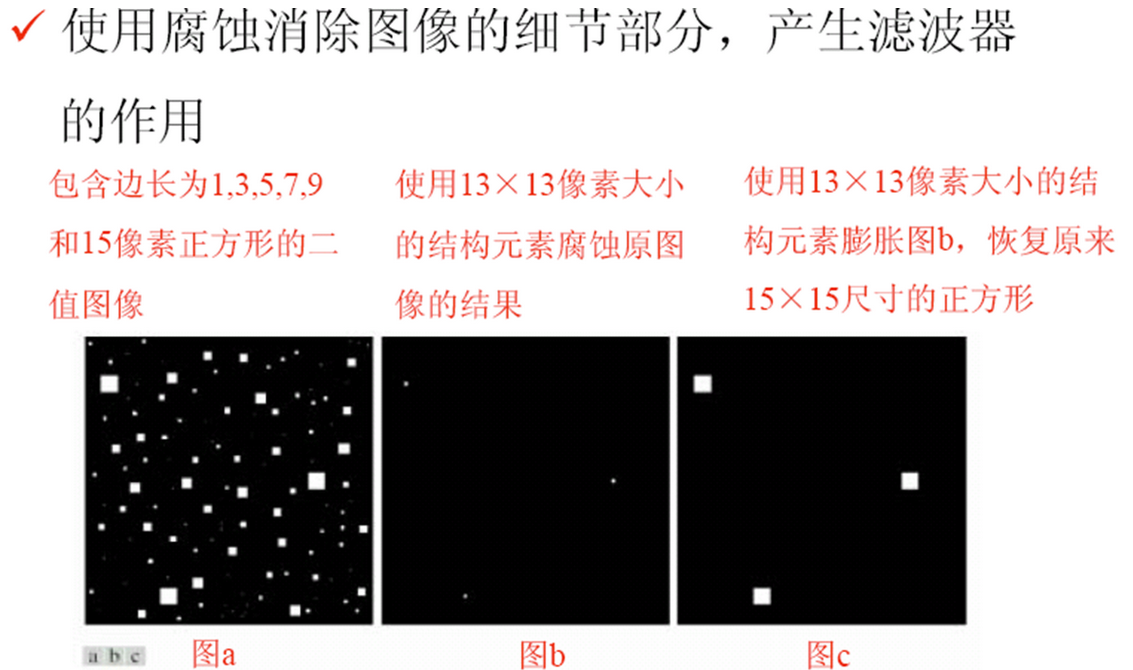 ✓ 使用腐蚀消除图像的细节部分，产生滤波器
的作用
包含边长为1,3,5,7,9
和15像素正方形的二
值图像
使用13×13像素大小
的结构元素腐蚀原图
像的结果
使用13×13像素大小的结
构元素膨胀图b，恢复原来
15×15尺寸的正方形
a b c
图a
图b
图c